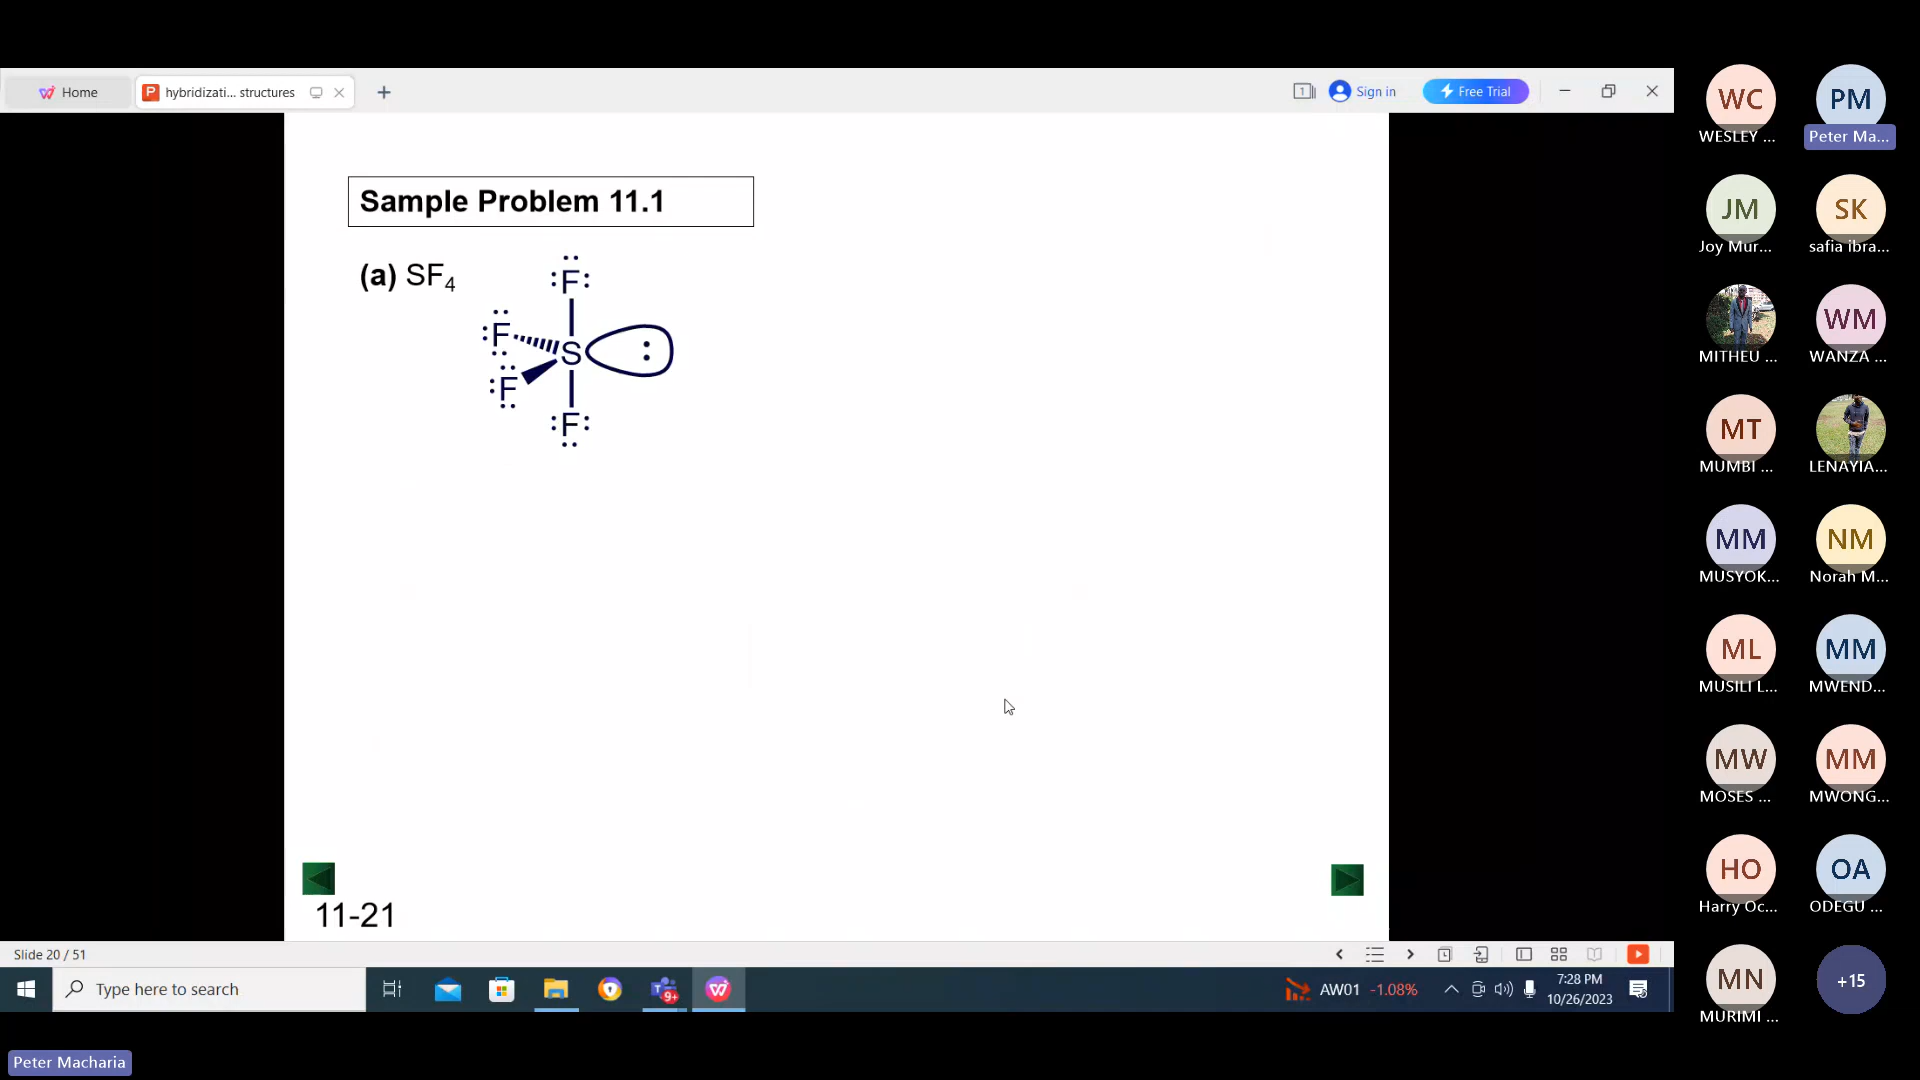 Home
hybridizati... structures
1
Sign in
Free Trial
Sample Problem 11.1
(a) SF4
:F:
:F
S
:
:F
:F:
11-21
Slide 20 / 51
Type here to search
9+
AW01 -1.08%
7:28 PM
10/26/2023
Peter Macharia
WC
WESLEY ...
PM
Peter Ma...
JM
Joy Mur...
SK
safia ibra...
MITHEU ...
WM
WANZA ...
MT
MUMBI ...
LENAYIA...
MM
MUSYOK...
NM
Norah M...
ML
MUSILI L...
MM
MWEND...
MW
MOSES ...
MM
MWONG...
HO
Harry Oc...
OA
ODEGU ...
MN
MURIMI ...
+15